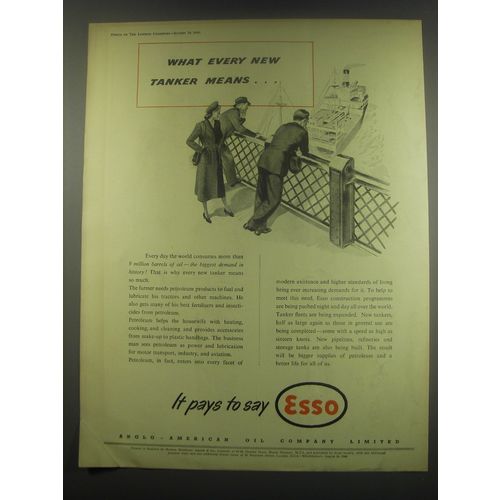 WHAT EVERY NEW
TANKER MEANS . . .
Every day the world consumes more than
9 million barrels of oil—the biggest demand in
history! That is why every new tanker means
so much.
The farmer needs petroleum products to fuel and
lubricate his tractors and other machines. He
also gets many of his best fertilisers and insecti-
cides from petroleum.
Petroleum helps the housewife with heating,
cooking, and cleaning and provides accessories
from make-up to plastic handbags. The business
man sees petroleum as power and lubrication
for motor transport, industry, and aviation.
Petroleum, in fact, enters into every facet of
modern existence and higher standards of living
bring ever increasing demands for it. To help to
meet this need, Esso construction programmes
are being pushed night and day all over the world.
Tanker fleets are being expanded. New tankers,
half as large again as those in general use are
being completed—some with a speed as high as
sixteen knots. New pipelines, refineries and
storage tanks are also being built. The result
will be bigger supplies of petroleum and a
better life for all of us.
It pays to say Esso
ANGLO-AMERICAN OIL COMPANY LIMITED